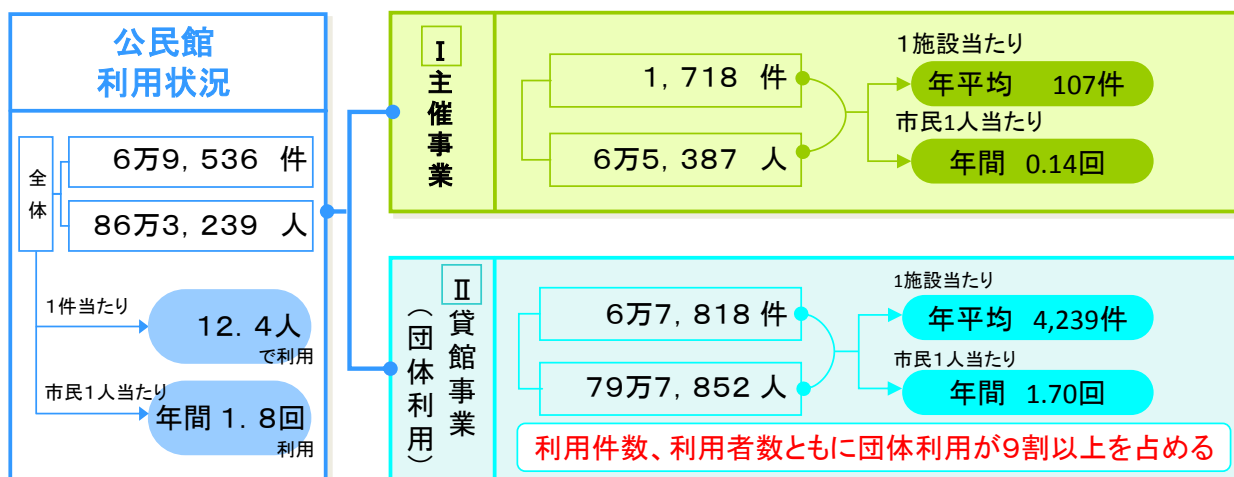 公民館
利用状況
全体
6万9,536 件
86万3,239 人
1件当たり
12.4人
で利用
市民1人当たり
年間 1.8回
利用
Ⅰ
主催事業
1,718 件
6万5,387 人
1施設当たり
年平均 107件
市民1人当たり
年間 0.14回
Ⅱ
貸館事業
(団体利用)
6万7,818 件
79万7,852 人
1施設当たり
年平均 4,239件
市民1人当たり
年間 1.70回
利用件数、利用者数ともに団体利用が9割以上を占める